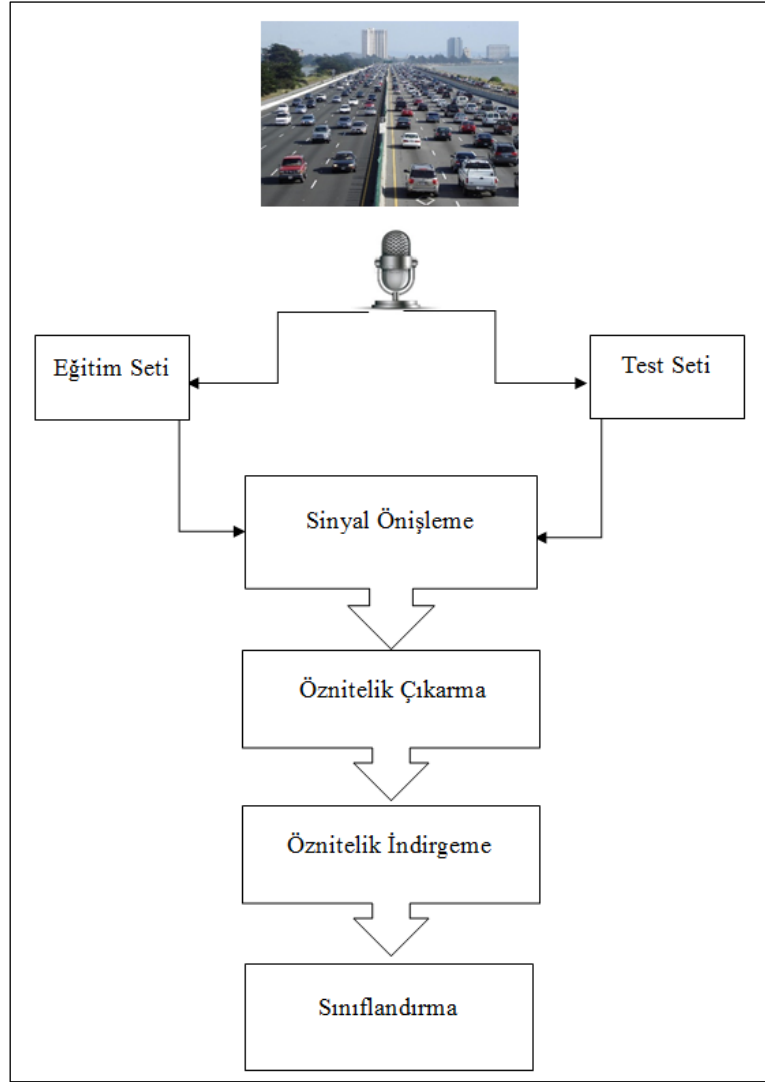 Eğitim Seti
Test Seti
Sinyal Önişleme
Öznitelik Çıkarma
Öznitelik İndirgeme
Sınıflandırma